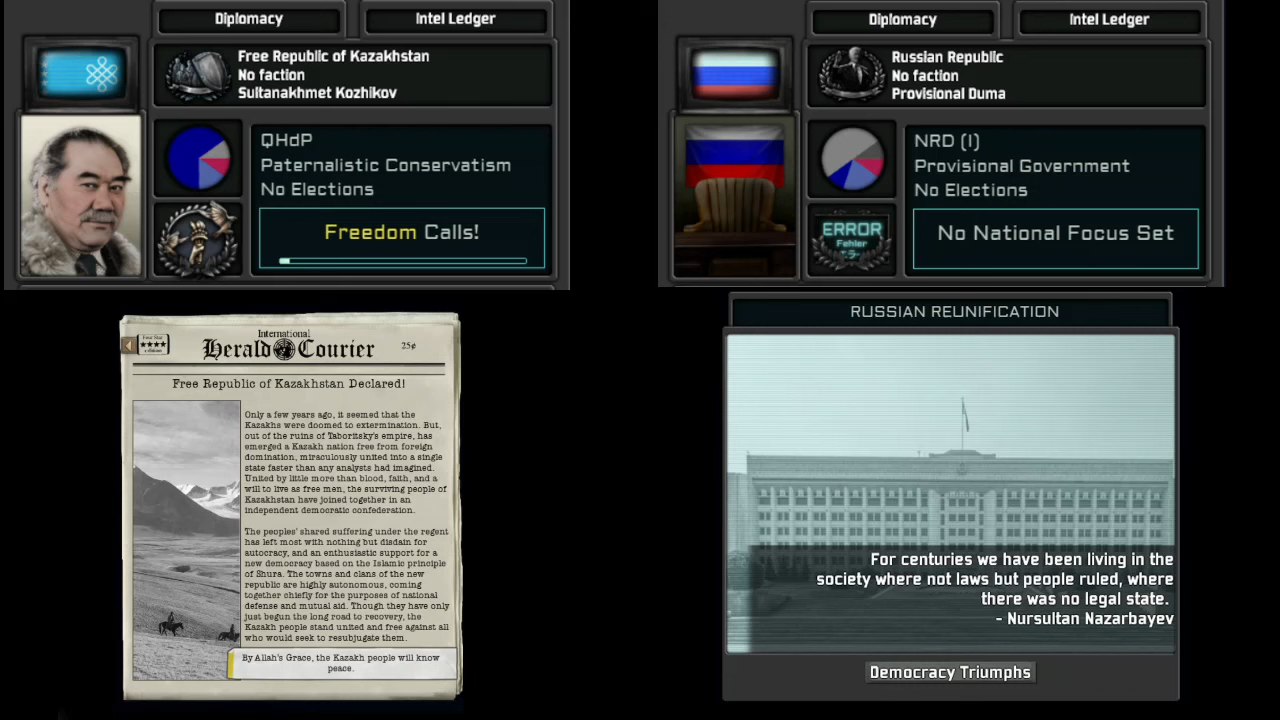 Diplomacy
Intel Ledger
Free Republic of Kazakhstan
No faction
Sultanakhmet Kozhikov
QHdP
Paternalistic Conservatism
No Elections
Freedom Calls!
Diplomacy
Intel Ledger
Russian Republic
No faction
Provisional Duma
NRD (I)
Provisional Government
No Elections
ERROR
Fehler
エラー
No National Focus Set
Four Star
★★★★
edition
International
Herald Courier
25¢
Free Republic of Kazakhstan Declared!
Only a few years ago, it seemed that the
Kazakhs were doomed to extermination. But,
out of the ruins of Taboritsky's empire, has
emerged a Kazakh nation free from foreign
domination, miraculously united into a single
state faster than any analysts had imagined.
United by little more than blood, faith, and a
will to live as free men, the surviving people of
Kazakhstan have joined together in an
independent democratic confederation.
The peoples' shared suffering under the regent
has left most with nothing but disdain for
autocracy, and an enthusiastic support for a
new democracy based on the Islamic principle
of Shura. The towns and clans of the new
republic are highly autonomous, coming
together chiefly for the purposes of national
defense and mutual aid. Though they have only
just begun the long road to recovery, the
Kazakh people stand united and free against all
who would seek to resubjugate them.
By Allah's Grace, the Kazakh people will know
peace.
RUSSIAN REUNIFICATION
For centuries we have been living in the
society where not laws but people ruled, where
there was no legal state.
- Nursultan Nazarbayev
Democracy Triumphs